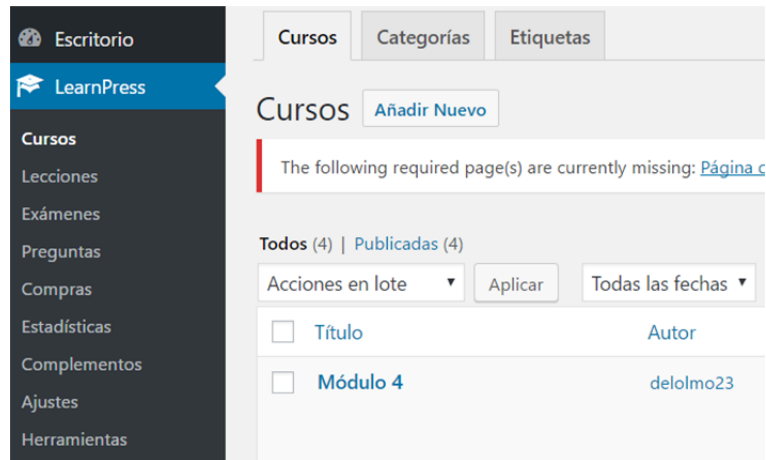 Escritorio
LearnPress
Cursos
Lecciones
Exámenes
Preguntas
Compras
Estadísticas
Complementos
Ajustes
Herramientas
Cursos Categorías Etiquetas
Cursos Añadir Nuevo
The following required page(s) are currently missing: Página
Todos (4) | Publicadas (4)
Acciones en lote Aplicar Todas las fechas
Título Autor
Módulo 4 delolmo23